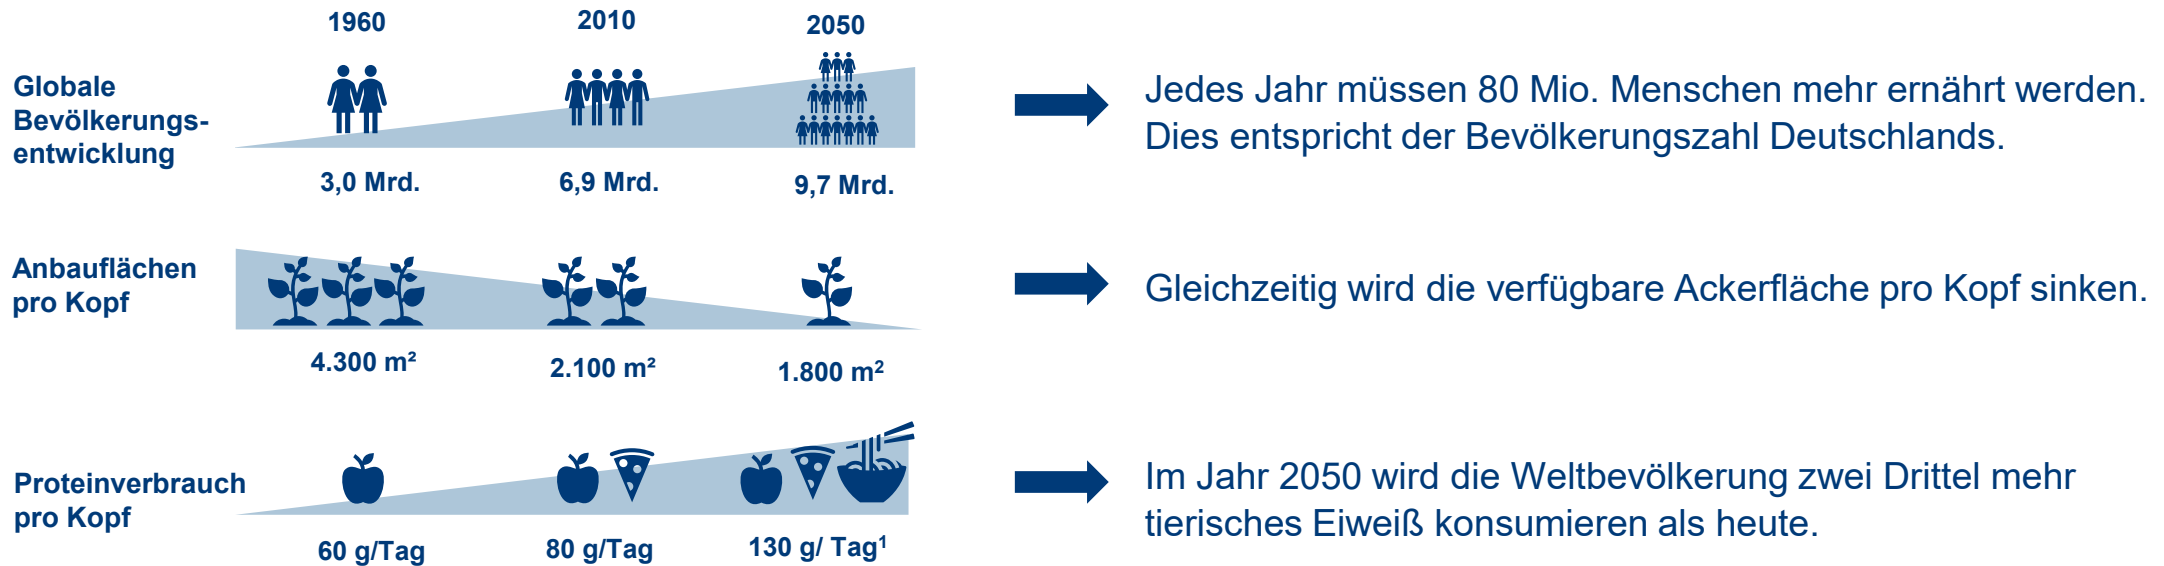 1960
2010
2050
Globale
Bevölkerungs-
entwicklung
3,0 Mrd.
6,9 Mrd.
9,7 Mrd.
Jedes Jahr müssen 80 Mio. Menschen mehr ernährt werden.
Dies entspricht der Bevölkerungszahl Deutschlands.
Anbauflächen
pro Kopf
4.300 m²
2.100 m²
1.800 m²
Gleichzeitig wird die verfügbare Ackerfläche pro Kopf sinken.
Proteinverbrauch
pro Kopf
60 g/Tag
80 g/Tag
130 g/ Tag¹
Im Jahr 2050 wird die Weltbevölkerung zwei Drittel mehr
tierisches Eiweiß konsumieren als heute.